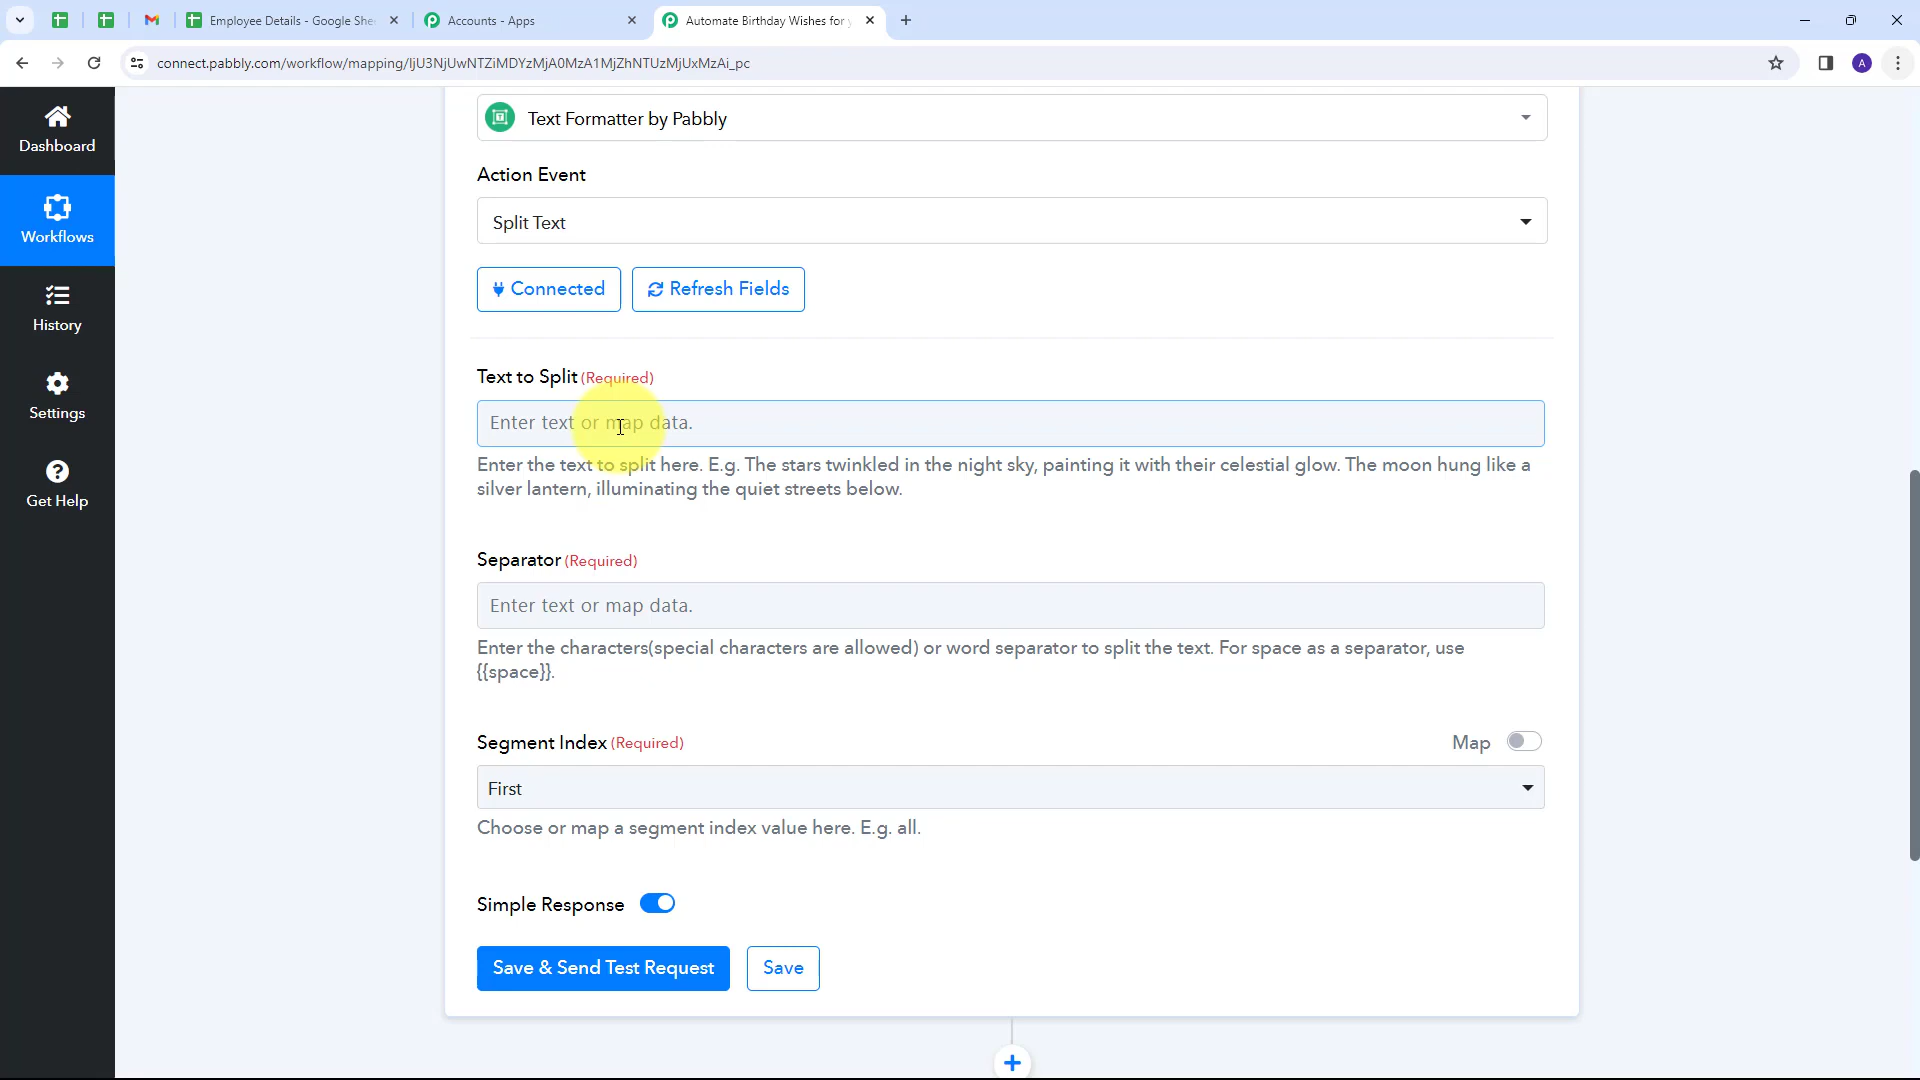 Employee Details - Google She
Accounts - Apps
Automate Birthday Wishes for
connect.pabbly.com/workflow/mapping/IjU3NjUwNTZiMDYzMjA0MzA1MjZhNTUzMjUxMzAi_pc
A
Dashboard
Workflows
History
Settings
Get Help
Text Formatter by Pabbly
Action Event
Split Text
Connected
Refresh Fields
Text to Split (Required)
Enter text or map data.
Enter the text to split here. E.g. The stars twinkled in the night sky, painting it with their celestial glow. The moon hung like a
silver lantern, illuminating the quiet streets below.
Separator (Required)
Enter text or map data.
Enter the characters(special characters are allowed) or word separator to split the text. For space as a separator, use
{{space}}.
Segment Index (Required)
Map
First
Choose or map a segment index value here. E.g. all.
Simple Response
Save & Send Test Request
Save